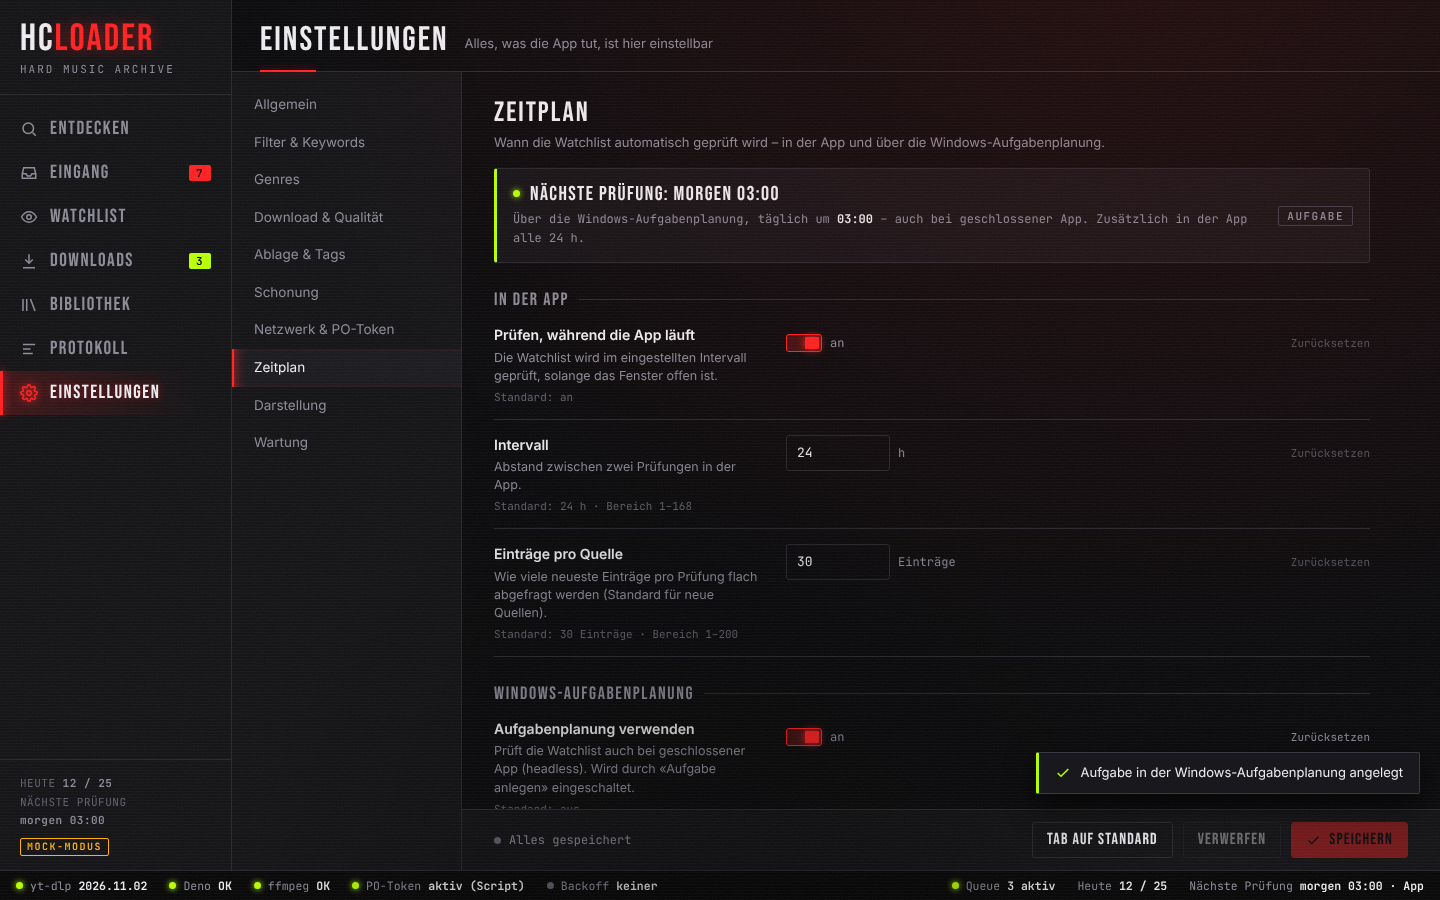 HCLOADER
HARD MUSIC ARCHIVE
ENTDECKEN
EINGANG 7
WATCHLIST
DOWNLOADS 3
BIBLIOTHEK
PROTOKOLL
EINSTELLUNGEN
HEUTE 12 / 25
NÄCHSTE PRÜFUNG
morgen 03:00
MOCK-MODUS
EINSTELLUNGEN Alles, was die App tut, ist hier einstellbar
Allgemein
Filter & Keywords
Genres
Download & Qualität
Ablage & Tags
Schonung
Netzwerk & PO-Token
Zeitplan
Darstellung
Wartung
ZEITPLAN
Wann die Watchlist automatisch geprüft wird – in der App und über die Windows-Aufgabenplanung.
NÄCHSTE PRÜFUNG: MORGEN 03:00
Über die Windows-Aufgabenplanung, täglich um 03:00 – auch bei geschlossener App. Zusätzlich in der App
alle 24 h.
AUFGABE
IN DER APP
Prüfen, während die App läuft
an
Zurücksetzen
Die Watchlist wird im eingestellten Intervall
geprüft, solange das Fenster offen ist.
Standard: an
Intervall
24 h
Zurücksetzen
Abstand zwischen zwei Prüfungen in der
App.
Standard: 24 h · Bereich 1–168
Einträge pro Quelle
30 Einträge
Zurücksetzen
Wie viele neueste Einträge pro Prüfung flach
abgefragt werden (Standard für neue
Quellen).
Standard: 30 Einträge · Bereich 1–200
WINDOWS-AUFGABENPLANUNG
Aufgabenplanung verwenden
an
Zurücksetzen
Prüft die Watchlist auch bei geschlossener
App (headless). Wird durch «Aufgabe
anlegen» eingeschaltet.
Standard: aus
Aufgabe in der Windows-Aufgabenplanung angelegt
Alles gespeichert
TAB AUF STANDARD
VERWERFEN
SPEICHERN
yt-dlp 2026.11.02 Deno OK ffmpeg OK PO-Token aktiv (Script) Backoff keiner Queue 3 aktiv Heute 12 / 25 Nächste Prüfung morgen 03:00 · App